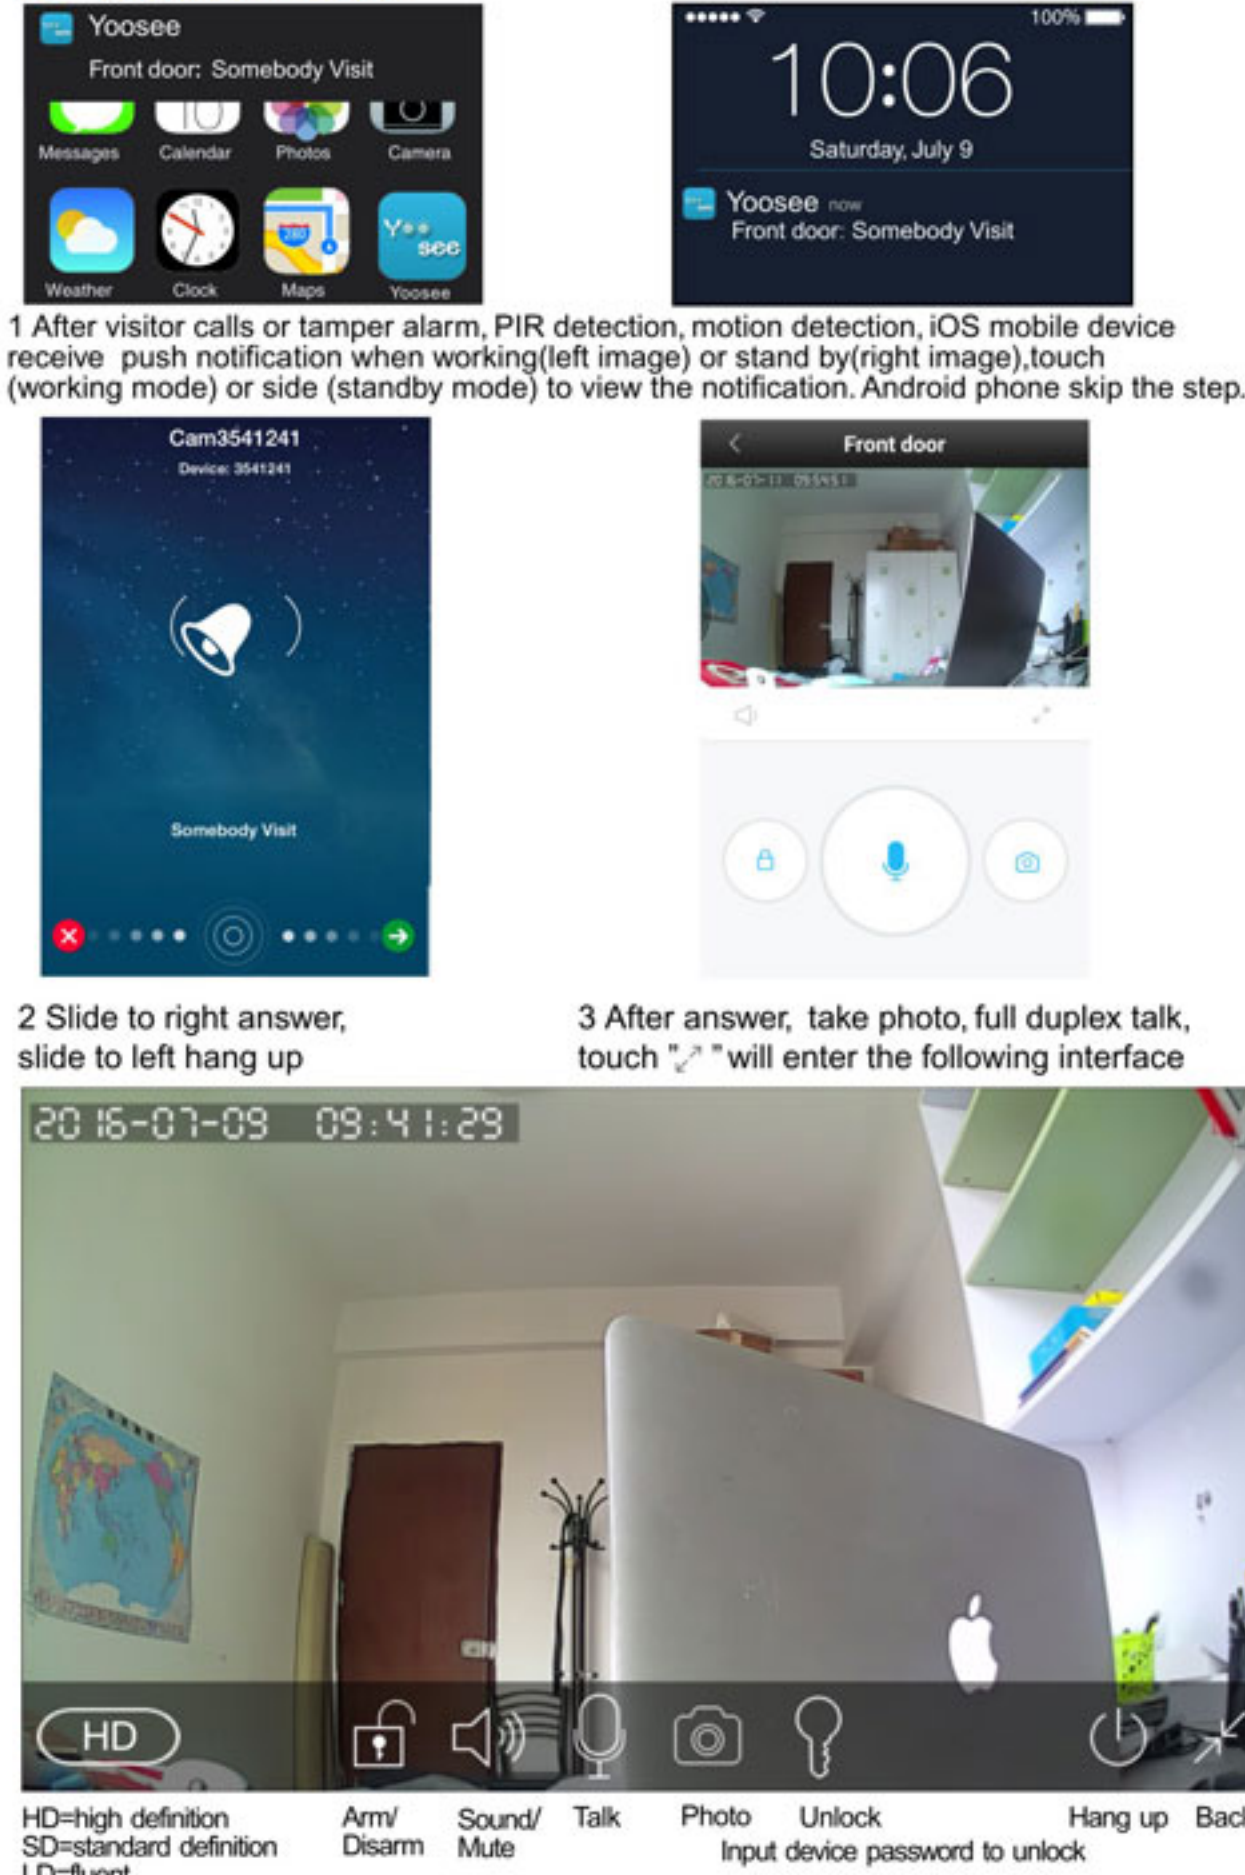 Yoosee
Front door: Somebody Visit
Messages Calendar Photos Camera
Yoo
see
Weather Clock Maps Yoosee
100%
10:06
Saturday, July 9
Yoosee now
Front door: Somebody Visit
1 After visitor calls or tamper alarm, PIR detection, motion detection, iOS mobile device
receive push notification when working(left image) or stand by(right image),touch
(working mode) or side (standby mode) to view the notification. Android phone skip the step.
Cam3541241
Device: 3541241
Somebody Visit
Front door
2 Slide to right answer,
slide to left hang up
3 After answer, take photo, full duplex talk,
touch "⤢" will enter the following interface
2016-07-09 09:41:29
HD
HD=high definition
SD=standard definition
LD=fluent
Arm/
Disarm
Sound/
Mute
Talk
Photo
Unlock
Input device password to unlock
Hang up
Back